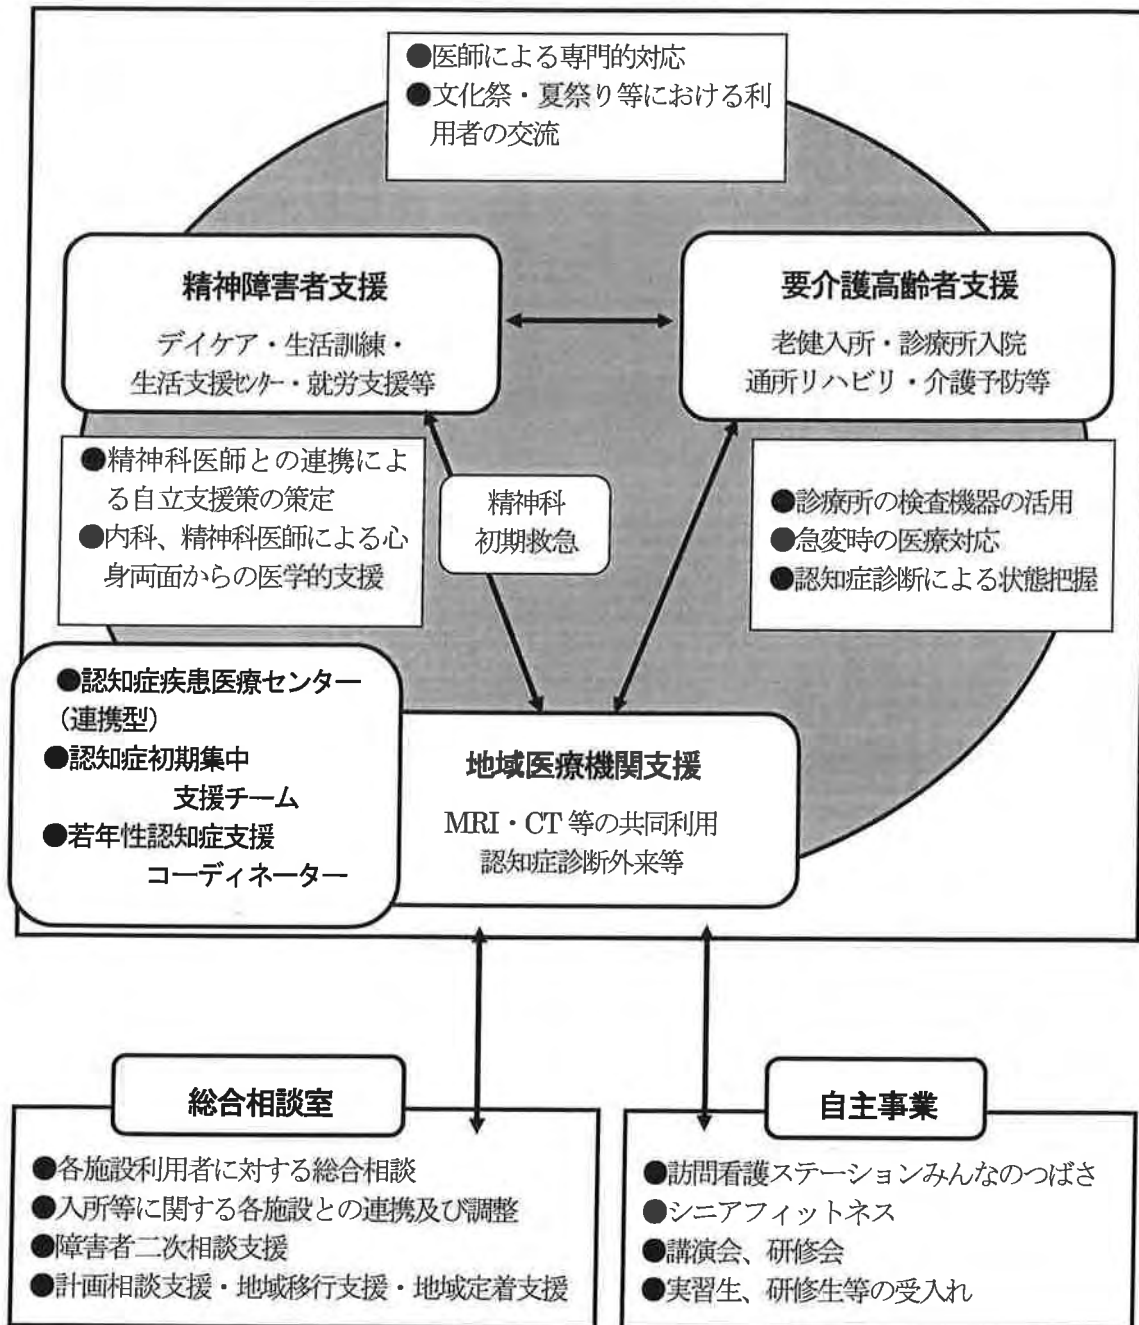 ●医師による専門的対応
●文化祭・夏祭り等における利
用者の交流
精神障害者支援
デイケア・生活訓練・
生活支援ｾﾝﾀｰ・就労支援等
要介護高齢者支援
老健入所・診療所入院
通所リハビリ・介護予防等
●精神科医師との連携によ
る自立支援策の策定
●内科、精神科医師による心
身両面からの医学的支援
精神科
初期救急
●診療所の検査機器の活用
●急変時の医療対応
●認知症診断による状態把握
●認知症疾患医療センター
（連携型）
●認知症初期集中
支援チーム
●若年性認知症支援
コーディネーター
地域医療機関支援
MRI・CT 等の共同利用
認知症診断外来等
総合相談室
●各施設利用者に対する総合相談
●入所等に関する各施設との連携及び調整
●障害者二次相談支援
●計画相談支援・地域移行支援・地域定着支援
自主事業
●訪問看護ステーションみんなのつばさ
●シニアフィットネス
●講演会、研修会
●実習生、研修生等の受入れ